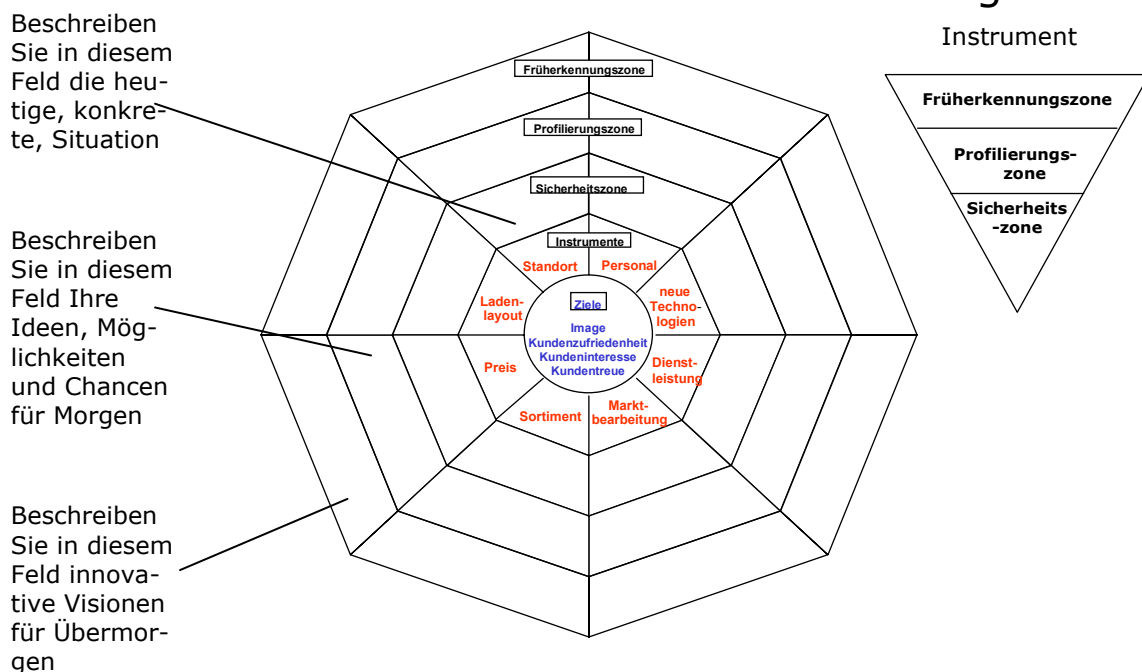 Beschreiben
Sie in diesem
Feld die heu-
tige, konkre-
te, Situation
Beschreiben
Sie in diesem
Feld Ihre
Ideen, Mög-
lichkeiten
und Chancen
für Morgen
Beschreiben
Sie in diesem
Feld innova-
tive Visionen
für Übermor-
gen
Früherkennungszone
Profilierungszone
Sicherheitszone
Instrumente
Standort
Personal
Laden-
layout
neue
Techno-
logien
Preis
Dienst-
leistung
Sortiment
Markt-
bearbeitung
Ziele
Image
Kundenzufriedenheit
Kundeninteresse
Kundentreue
Instrument
Früherkennungszone
Profilierungs-
zone
Sicherheits
-zone